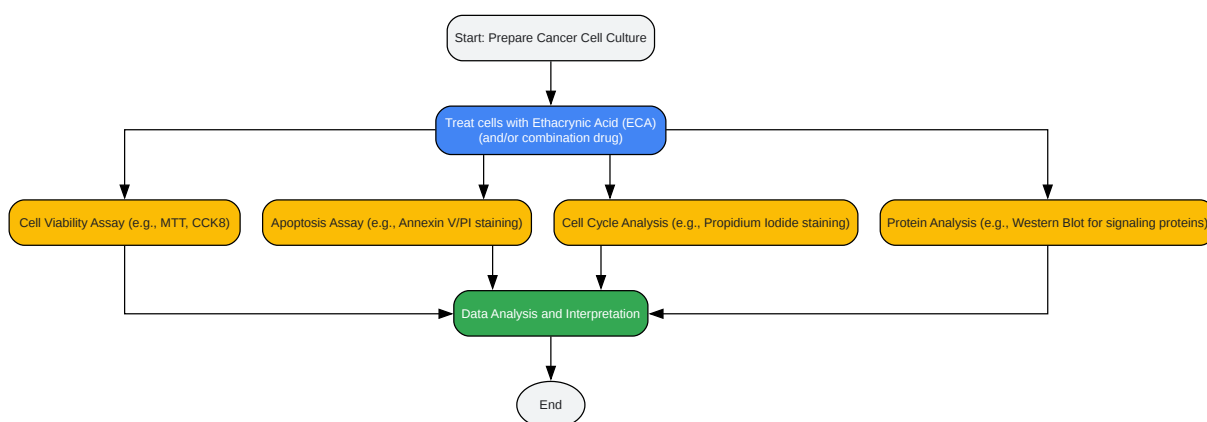 Start: Prepare Cancer Cell Culture
Treat cells with Ethacrynic Acid (ECA)
(and/or combination drug)
Cell Viability Assay (e.g., MTT, CCK8)
Apoptosis Assay (e.g., Annexin V/PI staining)
Cell Cycle Analysis (e.g., Propidium Iodide staining)
Protein Analysis (e.g., Western Blot for signaling proteins)
Data Analysis and Interpretation
End